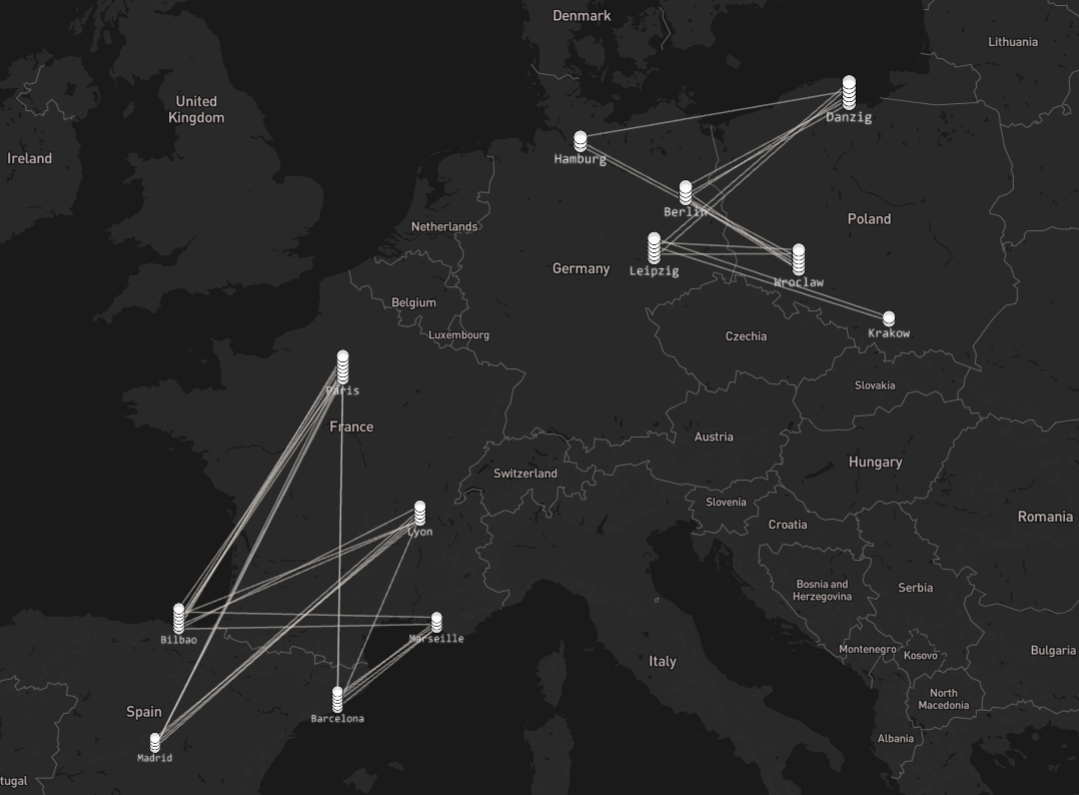 Denmark
Lithuania
United
Kingdom
Danzig
Ireland
Hamburg
Berlin
Poland
Netherlands
Germany
Leipzig
Wroclaw
Belgium
Luxembourg
Krakow
Czechia
Slovakia
Paris
France
Austria
Hungary
Switzerland
Slovenia
Romania
Croatia
Lyon
Bosnia and
Herzegovina
Serbia
Bilbao
Marseille
Montenegro
Kosovo
Bulgaria
Italy
North
Macedonia
Spain
Barcelona
Albania
Madrid
tugal